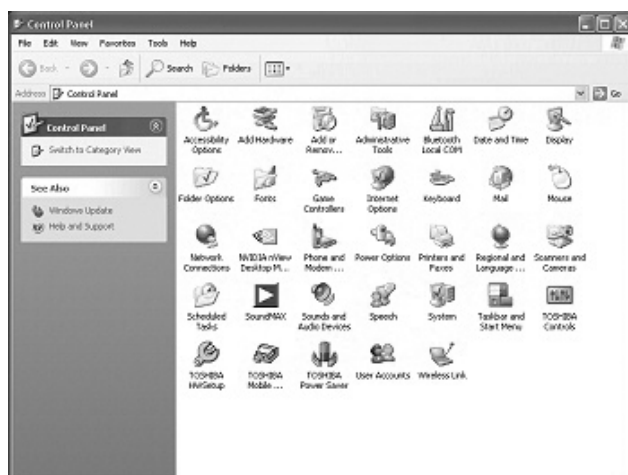 Control Panel
File Edit View Favorites Tools Help
Back Search Folders
Address Control Panel Go
Control Panel
Switch to Category View
See Also
Windows Update
Help and Support
Accessibility Options
Add Hardware
Add or Remov...
Administrative Tools
Bluetooth Local COM
Date and Time
Display
Folder Options
Fonts
Game Controllers
Internet Options
Keyboard
Mail
Mouse
Network Connections
NVIDIA nView Desktop M...
Phone and Modem ...
Power Options
Printers and Faxes
Regional and Language ...
Scanners and Cameras
Scheduled Tasks
SoundMAX
Sounds and Audio Devices
Speech
System
Taskbar and Start Menu
TOSHIBA Controls
TOSHIBA HWSetup
TOSHIBA Mobile ...
TOSHIBA Power Saver
User Accounts
Wireless Link